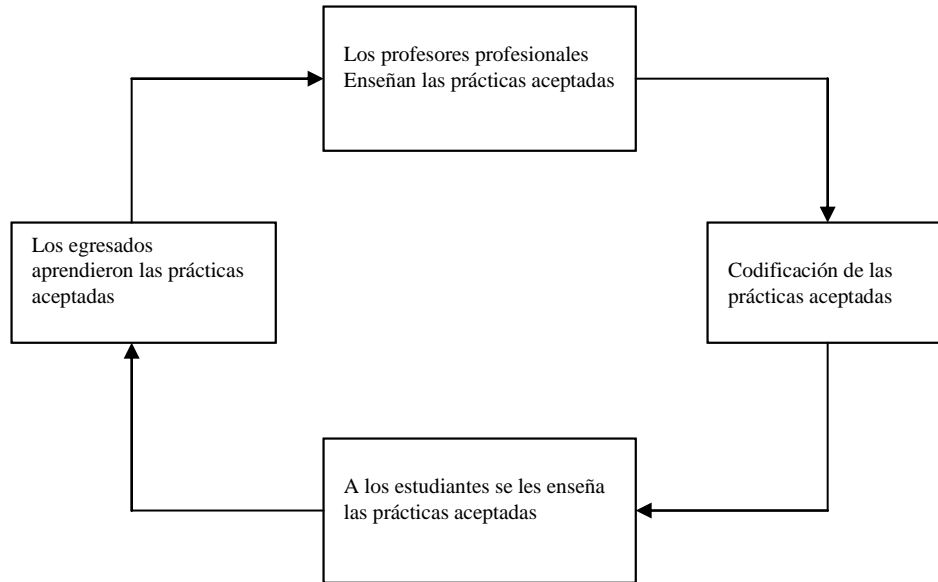 Los profesores profesionales
Enseñan las prácticas aceptadas
Los egresados
aprendieron las prácticas
aceptadas
Codificación de las
prácticas aceptadas
A los estudiantes se les enseña
las prácticas aceptadas